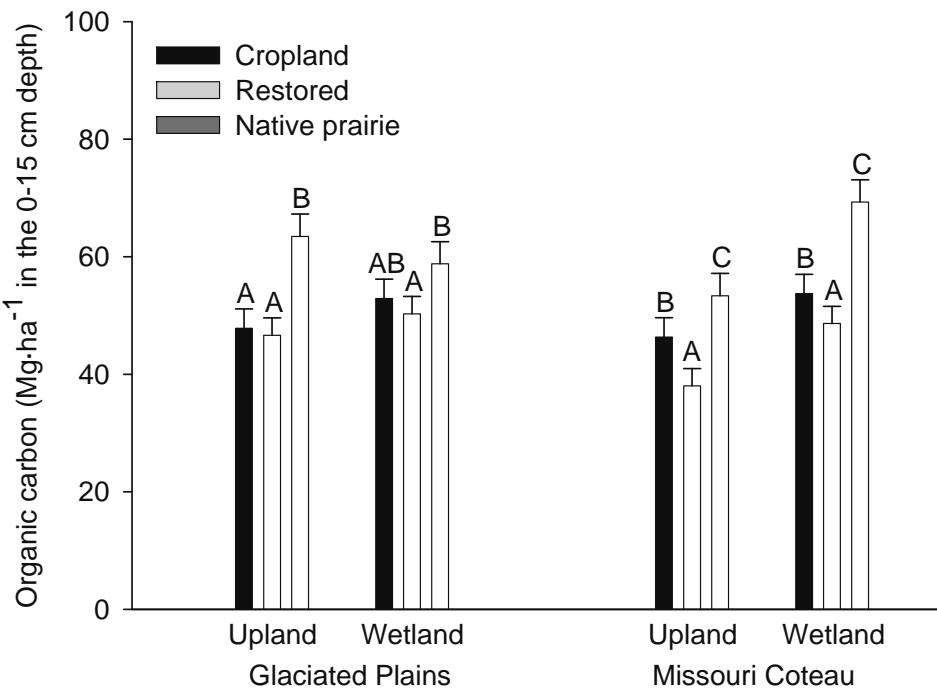 Organic carbon (Mg·ha⁻¹ in the 0-15 cm depth)
100
80
60
40
20
0
Cropland
Restored
Native prairie
A A B
AB A B
B A C
B A C
Upland Wetland Upland Wetland
Glaciated Plains Missouri Coteau